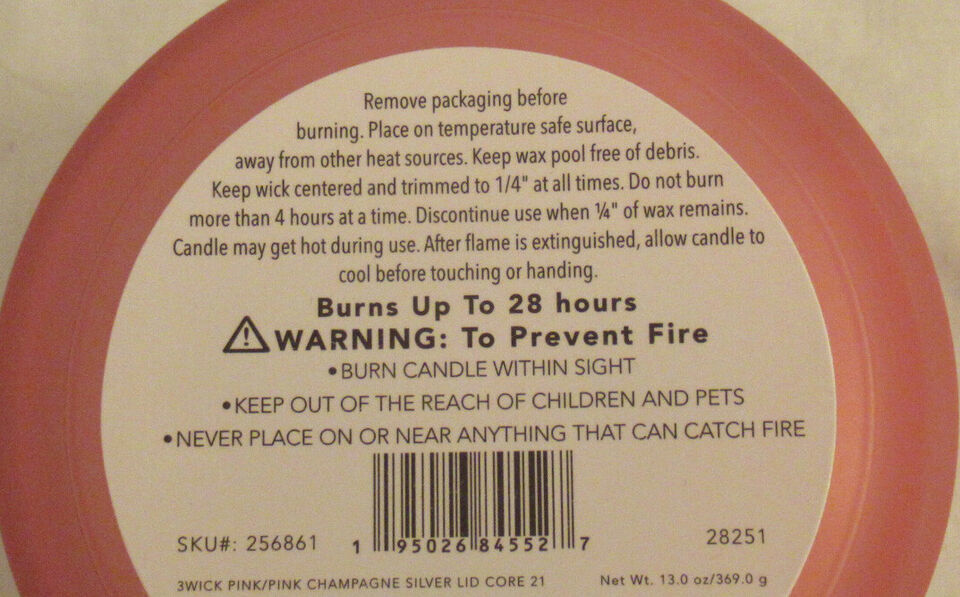 Remove packaging before
burning. Place on temperature safe surface,
away from other heat sources. Keep wax pool free of debris.
Keep wick centered and trimmed to 1/4" at all times. Do not burn
more than 4 hours at a time. Discontinue use when ¼" of wax remains.
Candle may get hot during use. After flame is extinguished, allow candle to
cool before touching or handing.
Burns Up To 28 hours
⚠WARNING: To Prevent Fire
•BURN CANDLE WITHIN SIGHT
•KEEP OUT OF THE REACH OF CHILDREN AND PETS
•NEVER PLACE ON OR NEAR ANYTHING THAT CAN CATCH FIRE
SKU#: 256861 1 95026 84552 7 28251
3WICK PINK/PINK CHAMPAGNE SILVER LID CORE 21 Net Wt. 13.0 oz/369.0 g